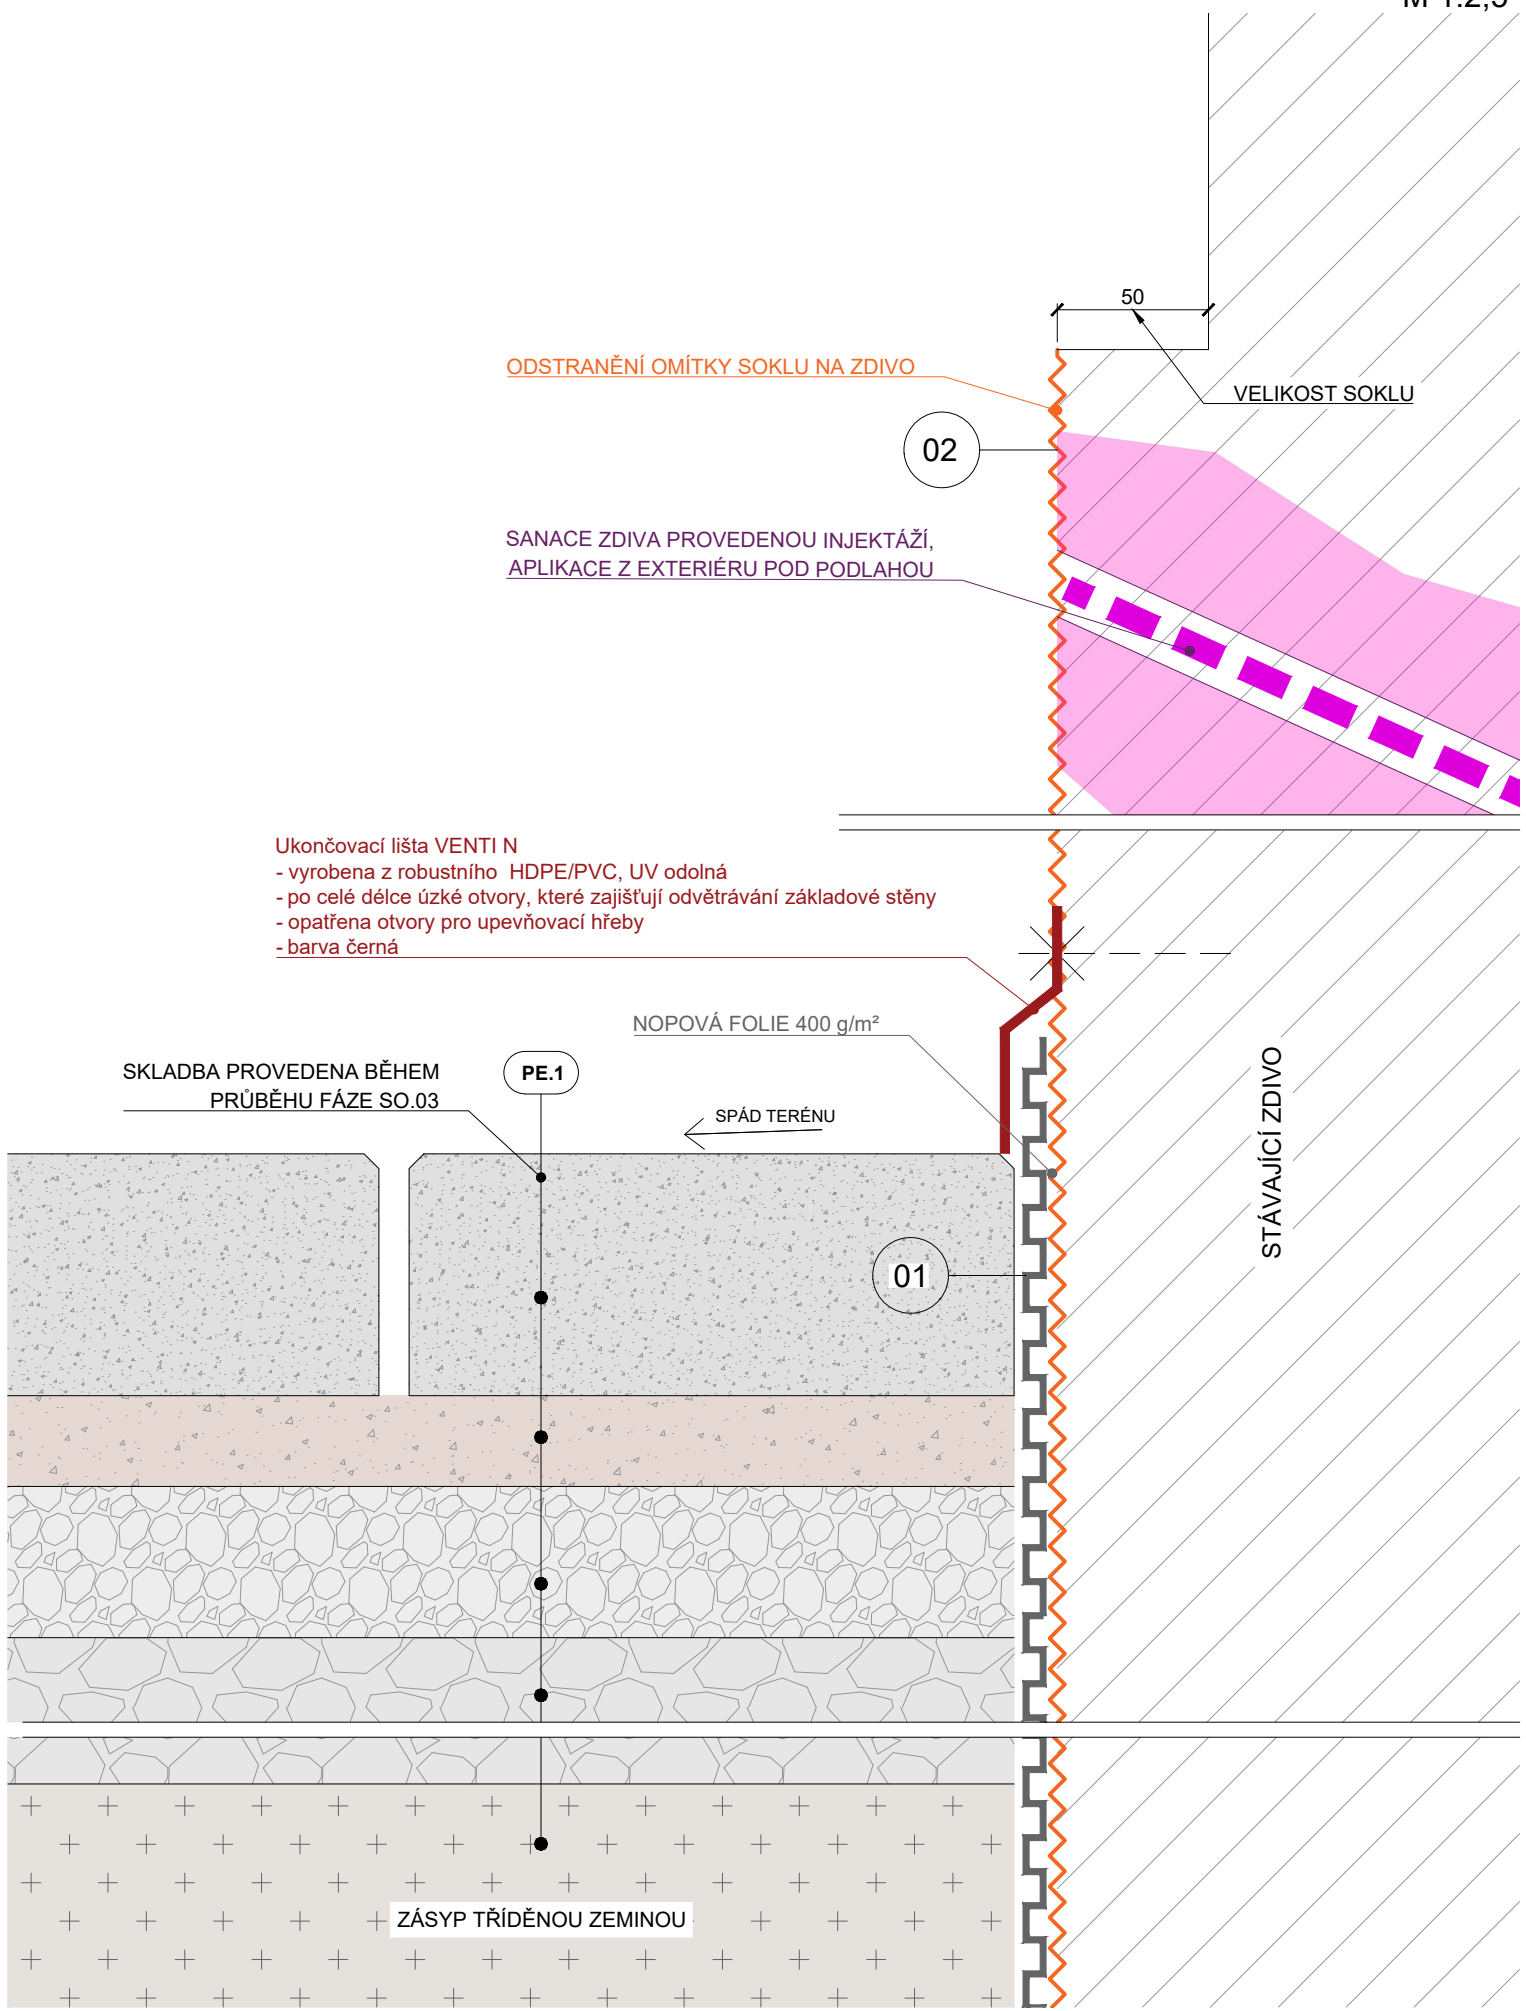 50
ODSTRANĚNÍ OMÍTKY SOKLU NA ZDIVO
VELIKOST SOKLU
02
SANACE ZDIVA PROVEDENOU INJEKTÁŽÍ,
APLIKACE Z EXTERIÉRU POD PODLAHOU
Ukončovací lišta VENTI N
- vyrobena z robustního HDPE/PVC, UV odolná
- po celé délce úzké otvory, které zajišťují odvětrávání základové stěny
- opatřena otvory pro upevňovací hřeby
- barva černá
NOPOVÁ FOLIE 400 g/m²
SKLADBA PROVEDENA BĚHEM
PRŮBĚHU FÁZE SO.03
PE.1
SPÁD TERÉNU
STÁVAJÍCÍ ZDIVO
01
ZÁSYP TŘÍDĚNOU ZEMINOU